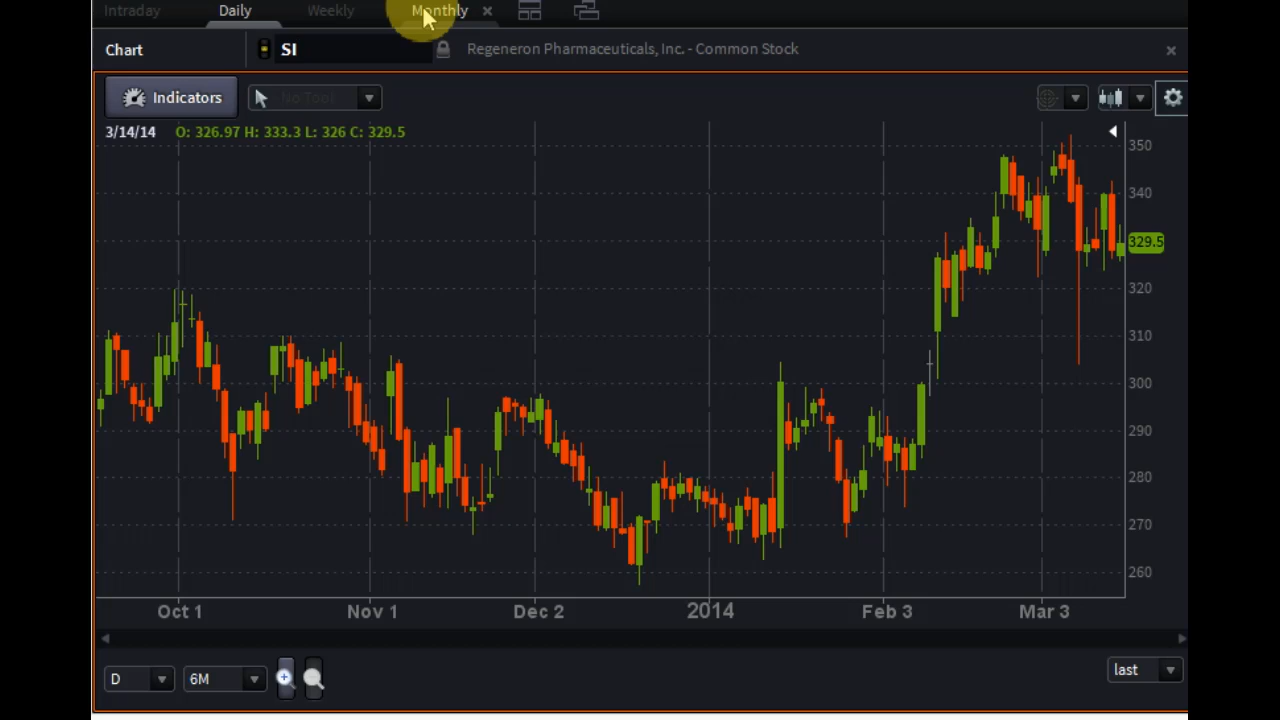 Intraday Daily Weekly Monthly
Chart SI Regeneron Pharmaceuticals, Inc. - Common Stock
Indicators No Tool
3/14/14 O: 326.97 H: 333.3 L: 326 C: 329.5
350
340
329.5
320
310
300
290
280
270
260
Oct 1 Nov 1 Dec 2 2014 Feb 3 Mar 3
D 6M last